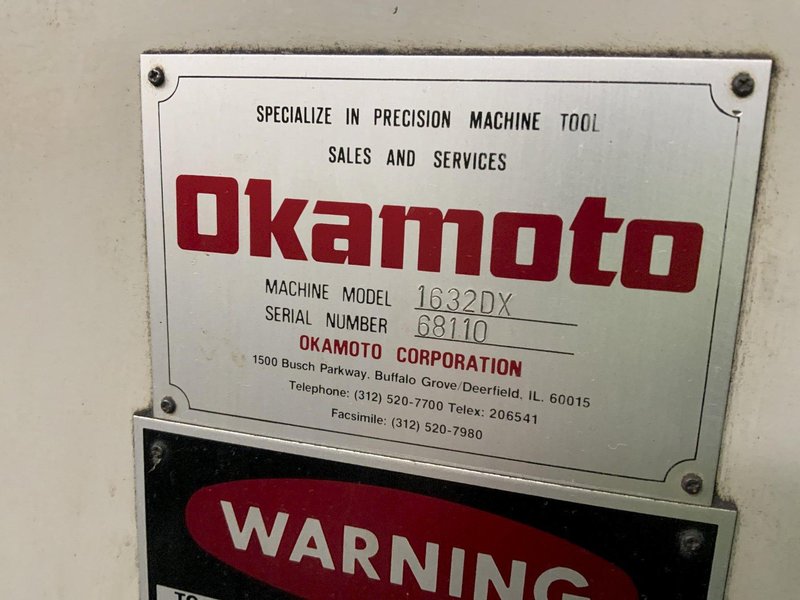 SPECIALIZE IN PRECISION MACHINE TOOL
SALES AND SERVICES
Okamoto
MACHINE MODEL 1632DX
SERIAL NUMBER 68110
OKAMOTO CORPORATION
1500 Busch Parkway. Buffalo Grove/Deerfield, IL. 60015
Telephone: (312) 520-7700 Telex: 206541
Facsimile: (312) 520-7980
WARNING